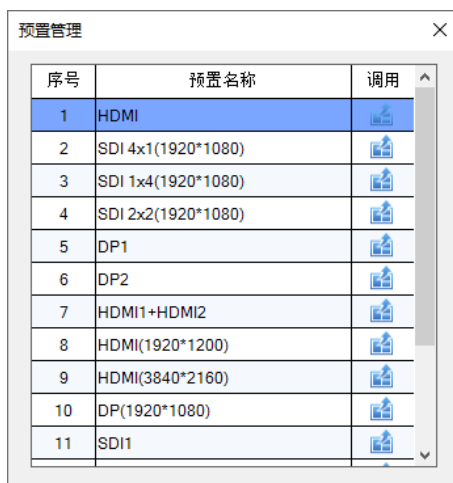 预置管理
序号 预置名称 调用
1 HDMI
2 SDI 4x1(1920*1080)
3 SDI 1x4(1920*1080)
4 SDI 2x2(1920*1080)
5 DP1
6 DP2
7 HDMI1+HDMI2
8 HDMI(1920*1200)
9 HDMI(3840*2160)
10 DP(1920*1080)
11 SDI1